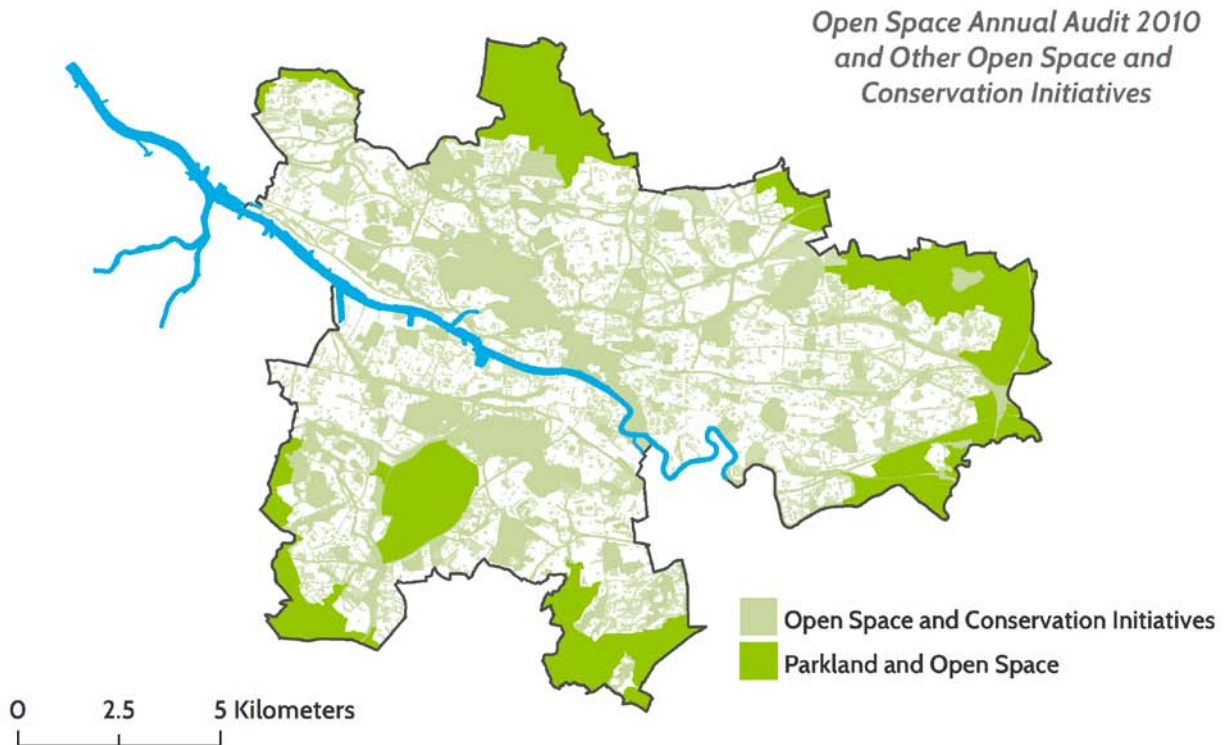 Open Space Annual Audit 2010
and Other Open Space and
Conservation Initiatives
Open Space and Conservation Initiatives
Parkland and Open Space
0 2.5 5 Kilometers